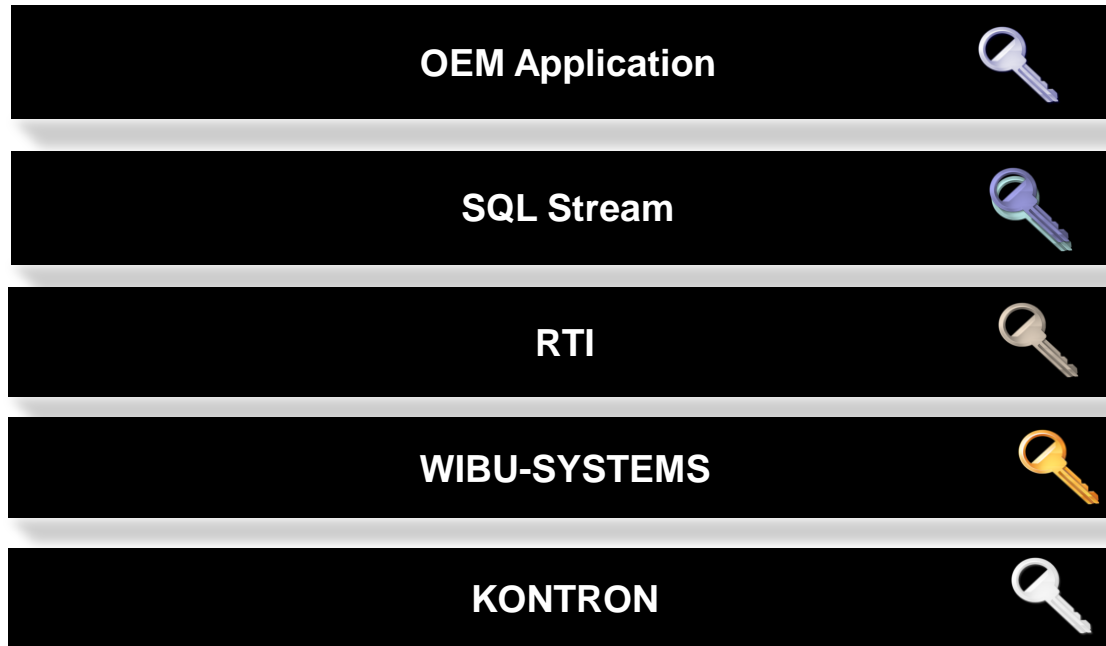 OEM Application
SQL Stream
RTI
WIBU-SYSTEMS
KONTRON